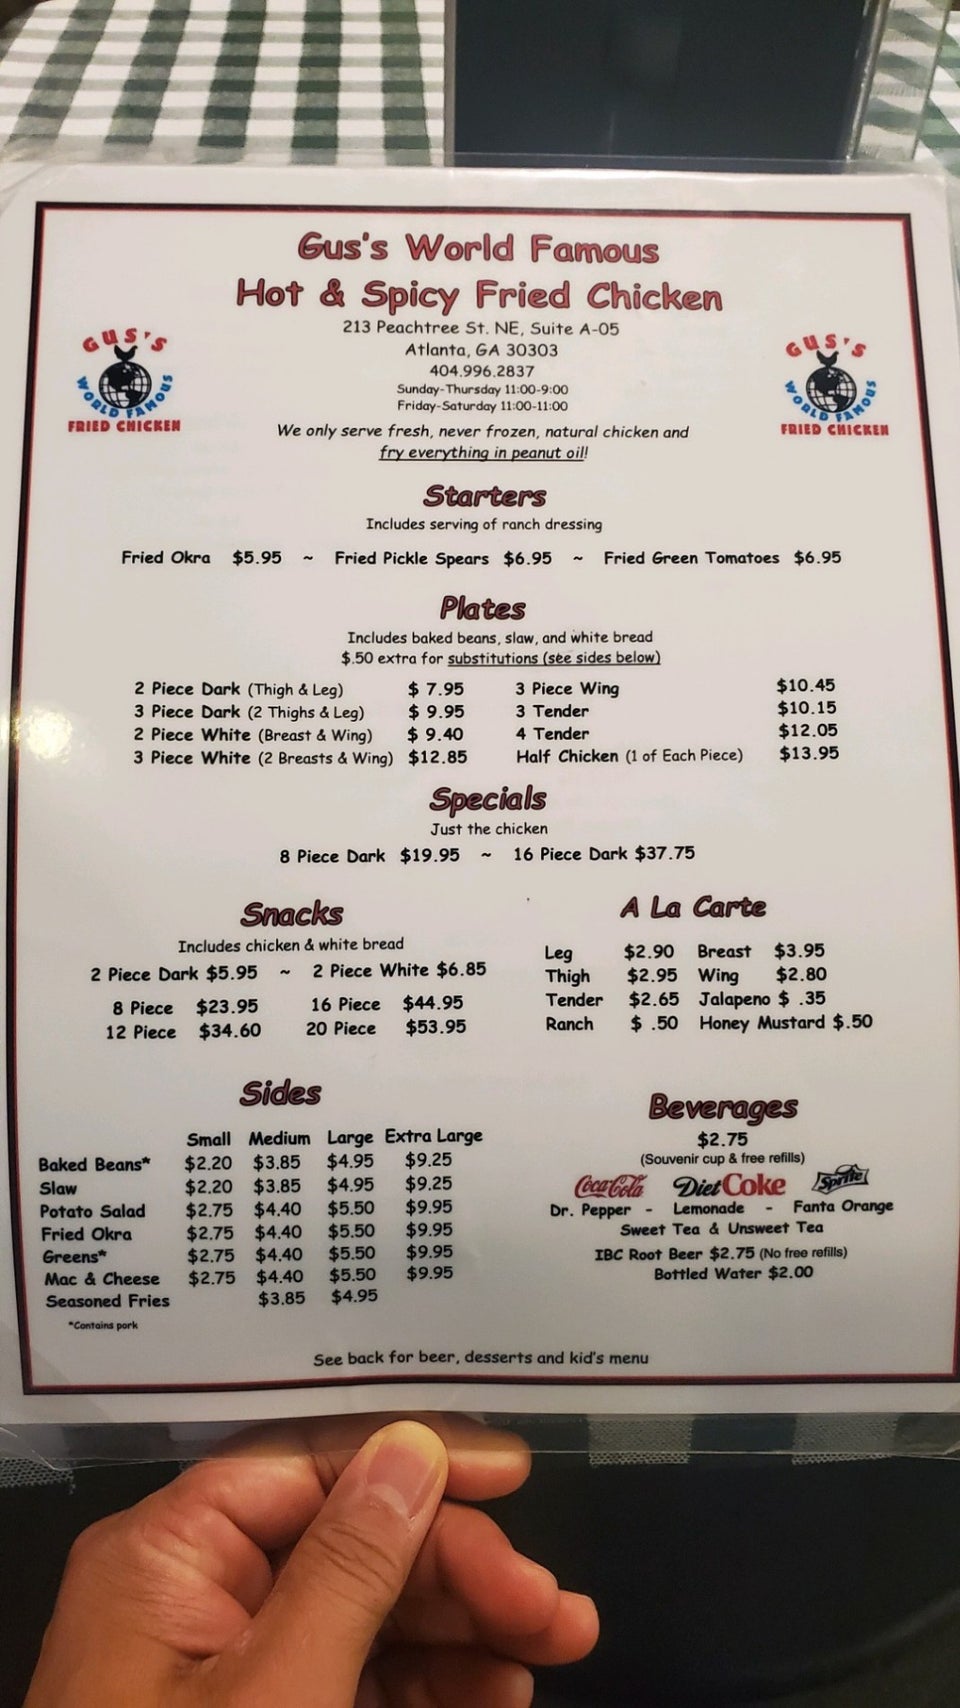 Gus's World Famous
Hot & Spicy Fried Chicken
213 Peachtree St. NE, Suite A-05
Atlanta, GA 30303
404.996.2837
Sunday-Thursday 11:00-9:00
Friday-Saturday 11:00-11:00
GUS'S
WORLD FAMOUS
FRIED CHICKEN
GUS'S
WORLD FAMOUS
FRIED CHICKEN
We only serve fresh, never frozen, natural chicken and
fry everything in peanut oil!
Starters
Includes serving of ranch dressing
Fried Okra $5.95 ~ Fried Pickle Spears $6.95 ~ Fried Green Tomatoes $6.95
Plates
Includes baked beans, slaw, and white bread
$.50 extra for substitutions (see sides below)
2 Piece Dark (Thigh & Leg) $ 7.95 3 Piece Wing $10.45
3 Piece Dark (2 Thighs & Leg) $ 9.95 3 Tender $10.15
2 Piece White (Breast & Wing) $ 9.40 4 Tender $12.05
3 Piece White (2 Breasts & Wing) $12.85 Half Chicken (1 of Each Piece) $13.95
Specials
Just the chicken
8 Piece Dark $19.95 ~ 16 Piece Dark $37.75
Snacks
Includes chicken & white bread
2 Piece Dark $5.95 ~ 2 Piece White $6.85
8 Piece $23.95 16 Piece $44.95
12 Piece $34.60 20 Piece $53.95
A La Carte
Leg $2.90 Breast $3.95
Thigh $2.95 Wing $2.80
Tender $2.65 Jalapeno $ .35
Ranch $ .50 Honey Mustard $.50
Sides
Small Medium Large Extra Large
Baked Beans* $2.20 $3.85 $4.95 $9.25
Slaw $2.20 $3.85 $4.95 $9.25
Potato Salad $2.75 $4.40 $5.50 $9.95
Fried Okra $2.75 $4.40 $5.50 $9.95
Greens* $2.75 $4.40 $5.50 $9.95
Mac & Cheese $2.75 $4.40 $5.50 $9.95
Seasoned Fries $3.85 $4.95
*Contains pork
Beverages
$2.75
(Souvenir cup & free refills)
Coca-Cola Diet Coke Sprite
Dr. Pepper - Lemonade - Fanta Orange
Sweet Tea & Unsweet Tea
IBC Root Beer $2.75 (No free refills)
Bottled Water $2.00
See back for beer, desserts and kid's menu